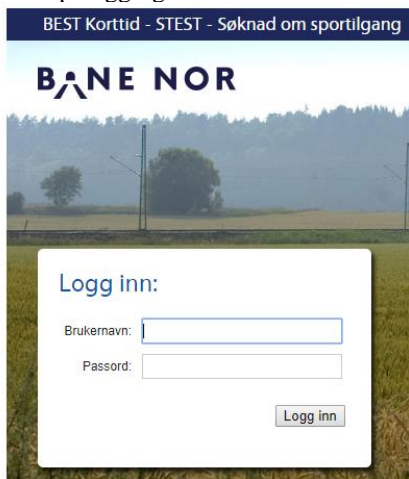 BEST Korttid - STEST - Søknad om sportilgang
BANE NOR
Logg inn:
Brukernavn:
Passord:
Logg inn